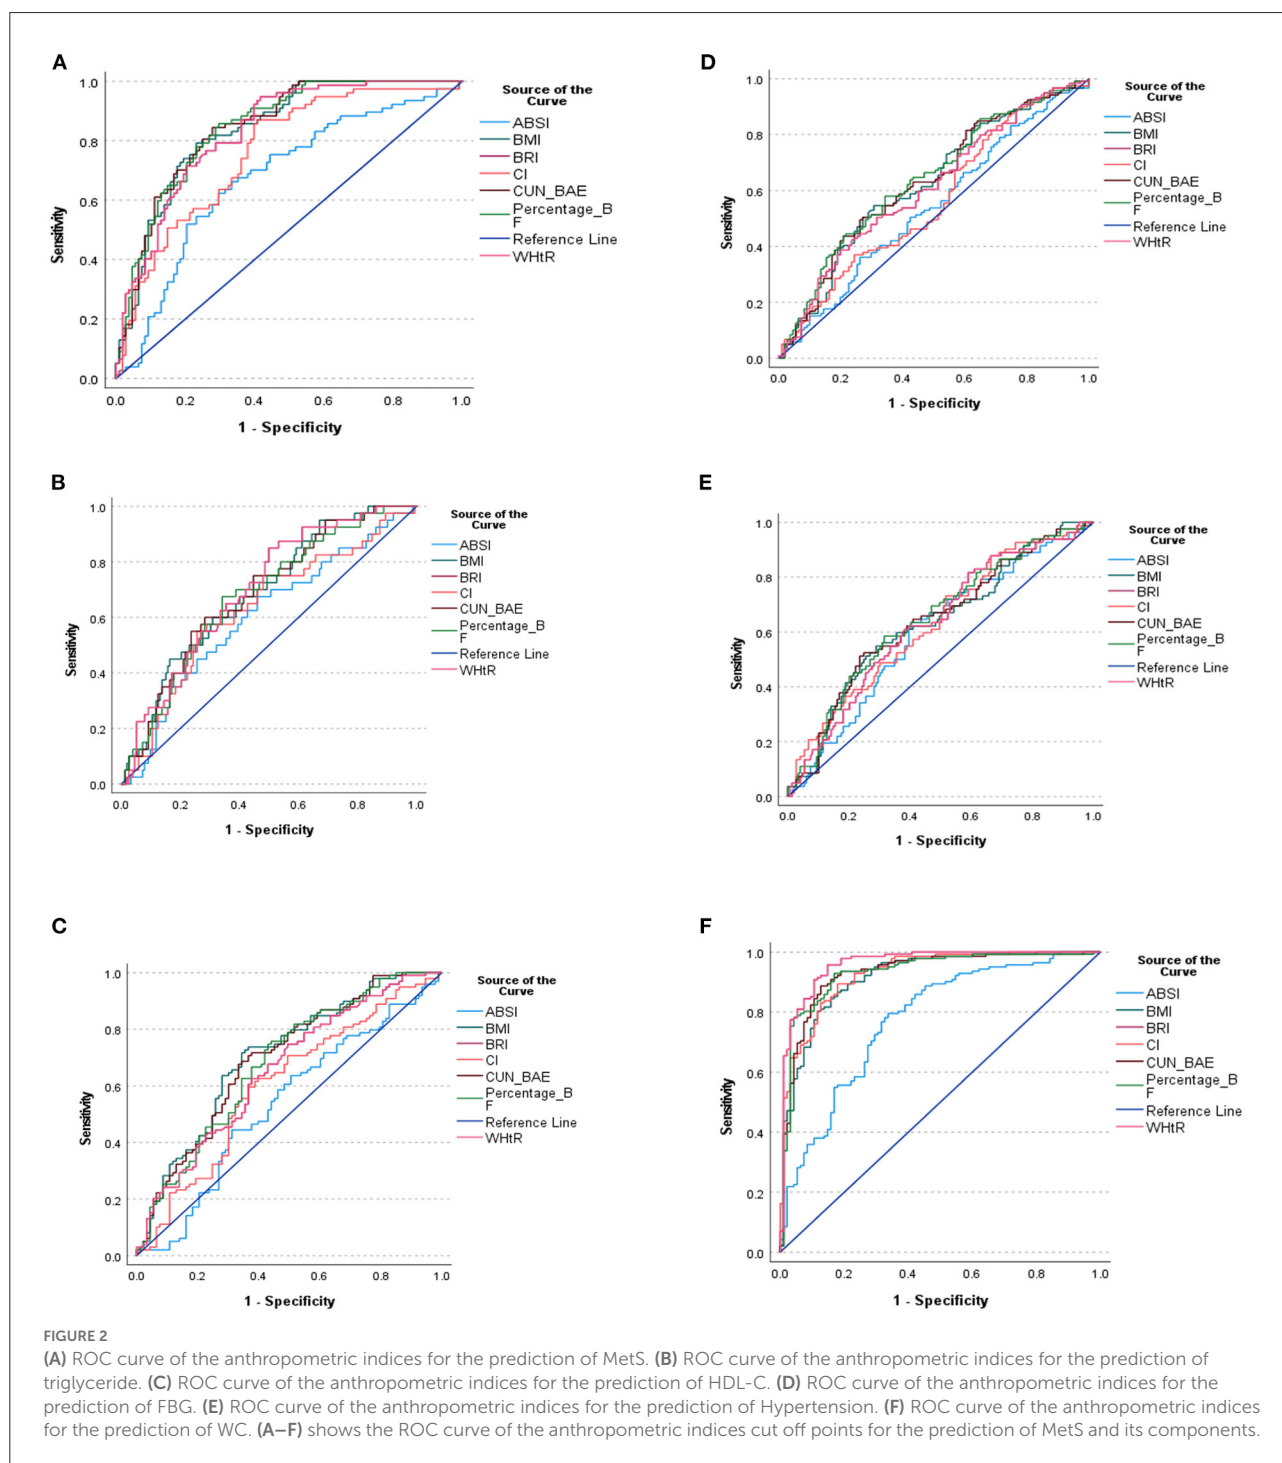 A
Source of the
Curve
ABSI
BMI
BRI
CI
CUN_BAE
Percentage_B
F
Reference Line
WHtR
Sensitivity
1.0
0.8
0.6
0.4
0.2
0.0
0.0 0.2 0.4 0.6 0.8 1.0
1 - Specificity
B
Source of the
Curve
ABSI
BMI
BRI
CI
CUN_BAE
Percentage_B
F
Reference Line
WHtR
Sensitivity
1.0
0.8
0.6
0.4
0.2
0.0
0.0 0.2 0.4 0.6 0.8 1.0
1 - Specificity
C
Source of the
Curve
ABSI
BMI
BRI
CI
CUN_BAE
Percentage_B
F
Reference Line
WHtR
Sensitivity
1.0
0.8
0.6
0.4
0.2
0.0
0.0 0.2 0.4 0.6 0.8 1.0
1 - Specificity
D
Source of the
Curve
ABSI
BMI
BRI
CI
CUN_BAE
Percentage_B
F
Reference Line
WHtR
Sensitivity
1.0
0.8
0.6
0.4
0.2
0.0
0.0 0.2 0.4 0.6 0.8 1.0
1 - Specificity
E
Source of the
Curve
ABSI
BMI
BRI
CI
CUN_BAE
Percentage_B
F
Reference Line
WHtR
Sensitivity
1.0
0.8
0.6
0.4
0.2
0.0
0.0 0.2 0.4 0.6 0.8 1.0
1 - Specificity
F
Source of the
Curve
ABSI
BMI
BRI
CI
CUN_BAE
Percentage_B
F
Reference Line
WHtR
Sensitivity
1.0
0.8
0.6
0.4
0.2
0.0
0.0 0.2 0.4 0.6 0.8 1.0
1 - Specificity
FIGURE 2
(A) ROC curve of the anthropometric indices for the prediction of MetS. (B) ROC curve of the anthropometric indices for the prediction of
triglyceride. (C) ROC curve of the anthropometric indices for the prediction of HDL-C. (D) ROC curve of the anthropometric indices for the
prediction of FBG. (E) ROC curve of the anthropometric indices for the prediction of Hypertension. (F) ROC curve of the anthropometric indices
for the prediction of WC. (A–F) shows the ROC curve of the anthropometric indices cut off points for the prediction of MetS and its components.